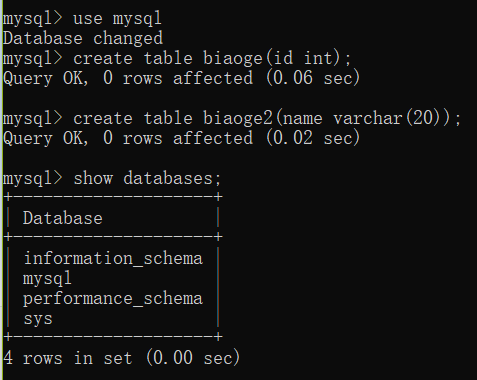 mysql> use mysql
Database changed
mysql> create table biaoge(id int);
Query OK, 0 rows affected (0.06 sec)
mysql> create table biaoge2(name varchar(20));
Query OK, 0 rows affected (0.02 sec)
mysql> show databases;
+--------------------+
| Database           |
+--------------------+
| information_schema |
| mysql              |
| performance_schema |
| sys                |
+--------------------+
4 rows in set (0.00 sec)